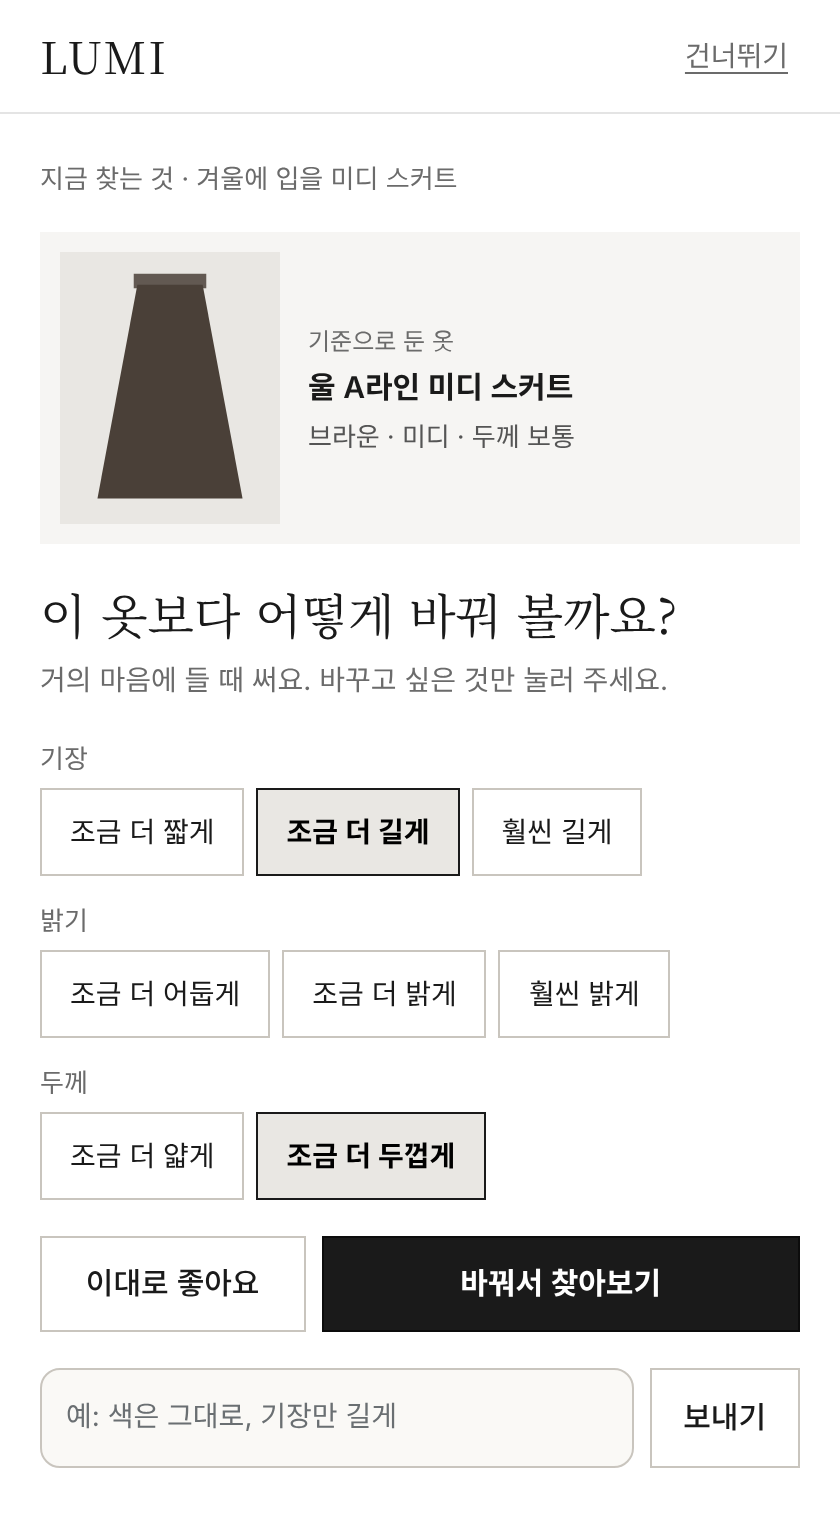 LUMI
건너뛰기
지금 찾는 것 · 겨울에 입을 미디 스커트
기준으로 둔 옷
울 A라인 미디 스커트
브라운 · 미디 · 두께 보통
이 옷보다 어떻게 바꿔 볼까요?
거의 마음에 들 때 써요. 바꾸고 싶은 것만 눌러 주세요.
기장
조금 더 짧게
조금 더 길게
훨씬 길게
밝기
조금 더 어둡게
조금 더 밝게
훨씬 밝게
두께
조금 더 얇게
조금 더 두껍게
이대로 좋아요
바꿔서 찾아보기
예: 색은 그대로, 기장만 길게
보내기